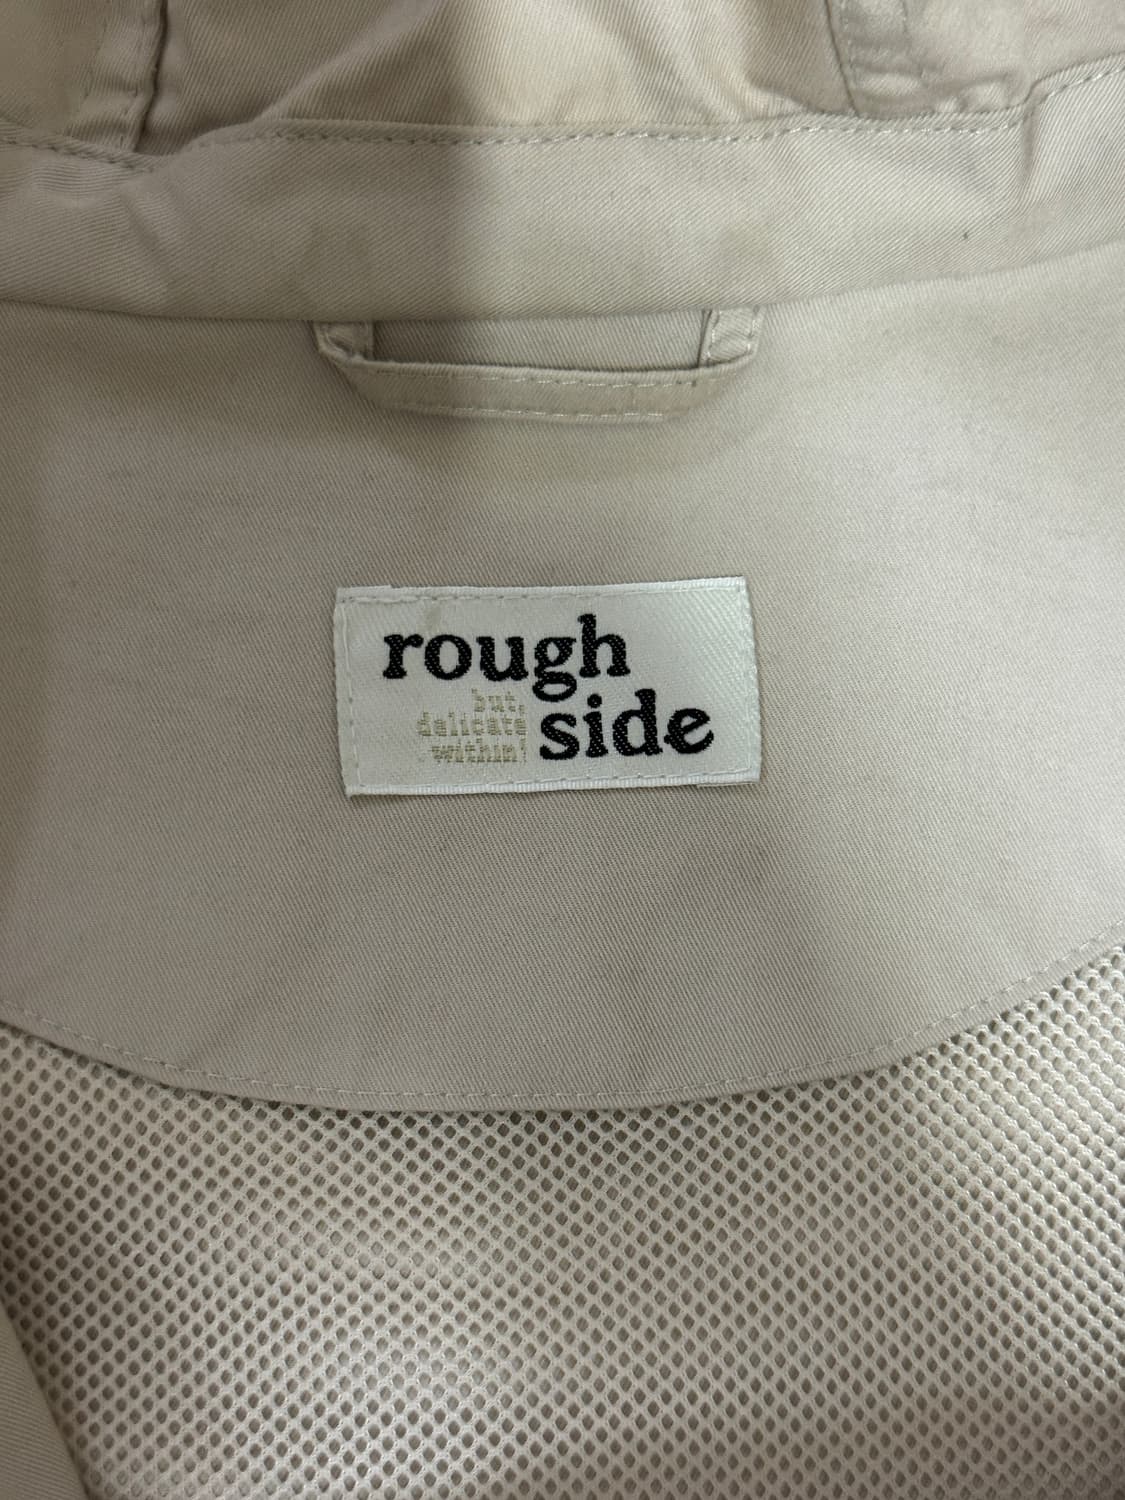 rough
but,
delicate
within!
side